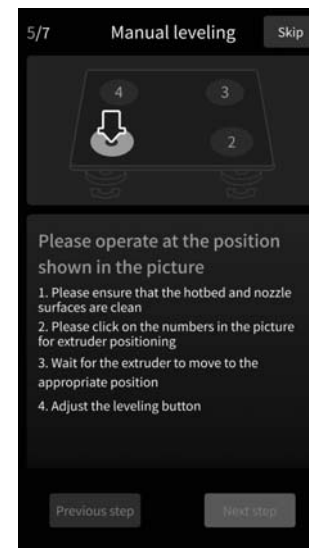 5/7 Manual leveling Skip
4 3
2
Please operate at the position
shown in the picture
1. Please ensure that the hotbed and nozzle
surfaces are clean
2. Please click on the numbers in the picture
for extruder positioning
3. Wait for the extruder to move to the
appropriate position
4. Adjust the leveling button
Previous step Next step